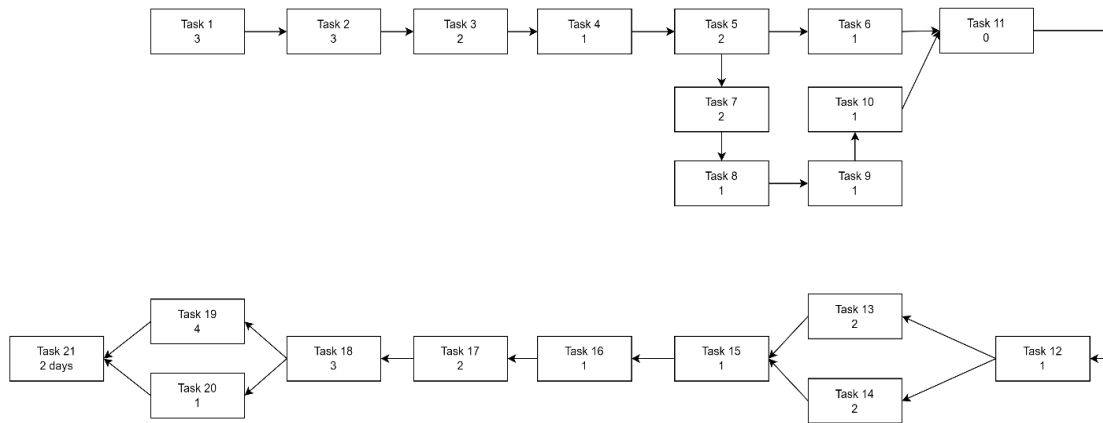 Task 1
3
Task 2
3
Task 3
2
Task 4
1
Task 5
2
Task 6
1
Task 11
0
Task 7
2
Task 10
1
Task 8
1
Task 9
1
Task 19
4
Task 13
2
Task 21
2 days
Task 18
3
Task 17
2
Task 16
1
Task 15
1
Task 12
1
Task 20
1
Task 14
2